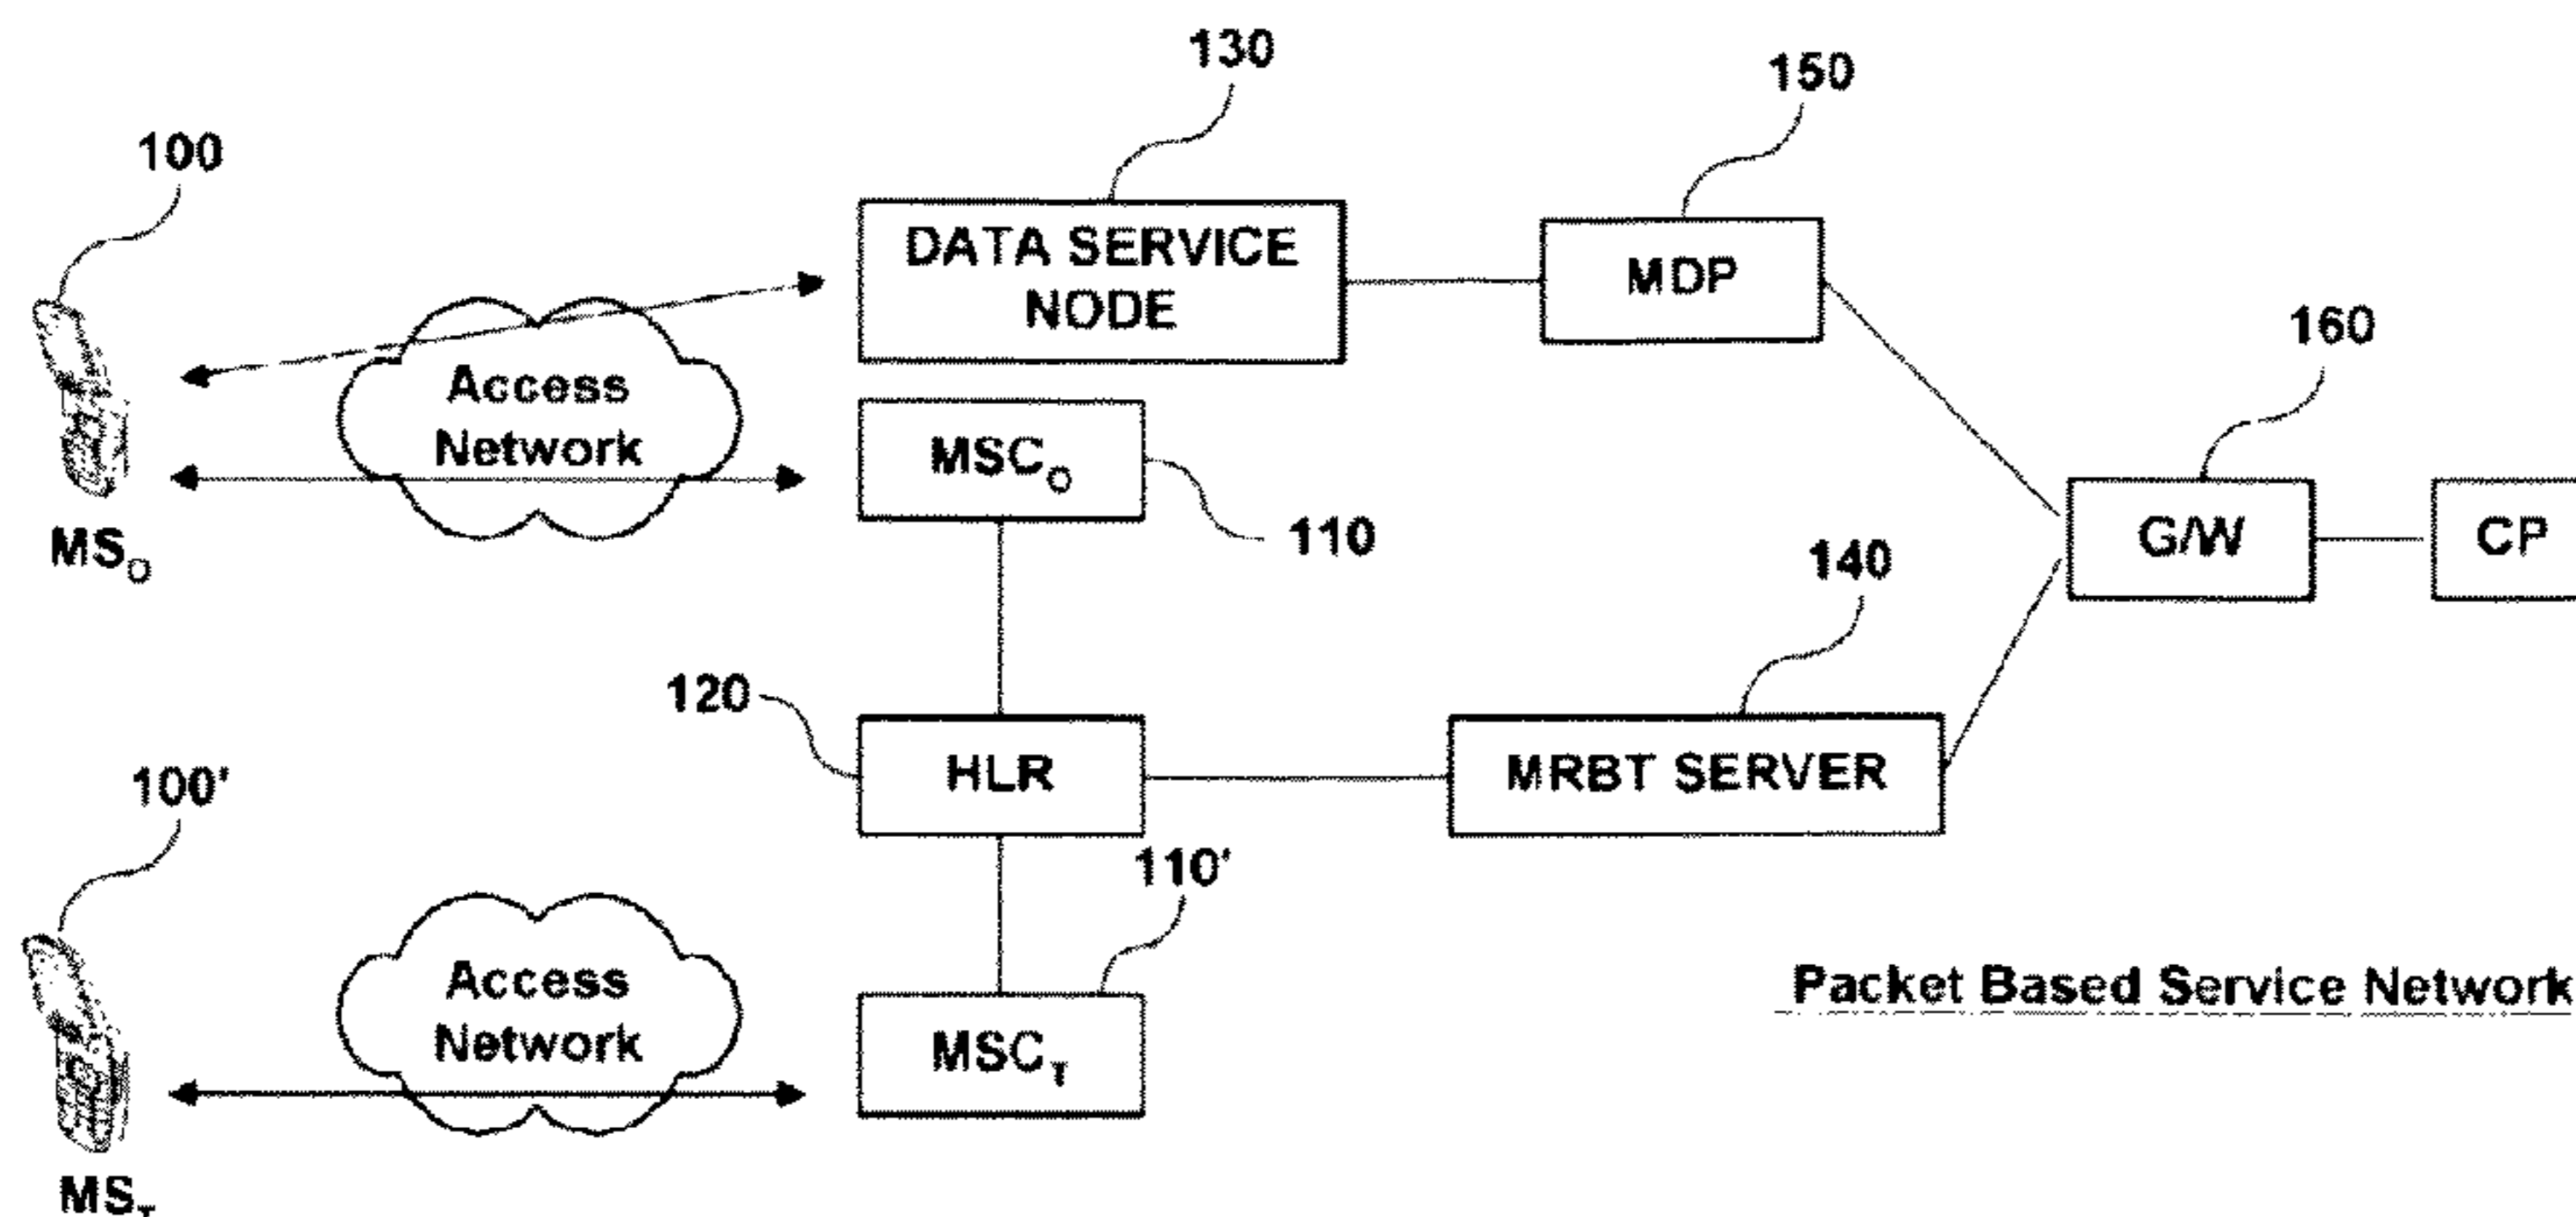 130
150
100
DATA SERVICE
NODE
MDP
160
Access
Network
MSCO
110
G/W
CP
MSO
140
120
HLR
MRBT SERVER
100'
110'
Access
Network
MSCT
Packet Based Service Network
MST